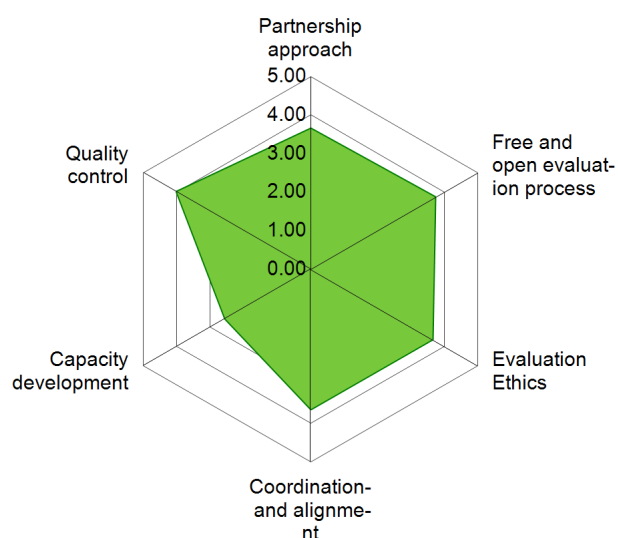 Partnership
approach
5.00
4.00
3.00
2.00
1.00
0.00
Free and
open evaluat-
ion process
Evaluation
Ethics
Coordination-
and alignme-
nt
Capacity
development
Quality
control